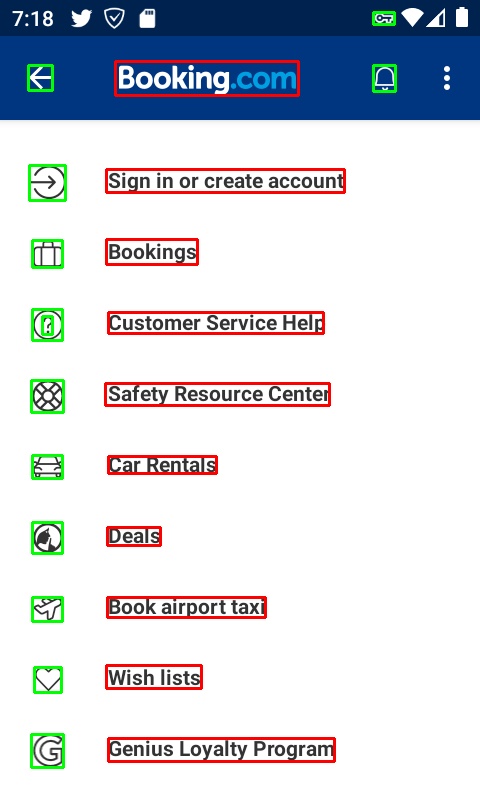 7:18
Booking.com
Sign in or create account
Bookings
Customer Service Help
Safety Resource Center
Car Rentals
Deals
Book airport taxi
Wish lists
Genius Loyalty Program